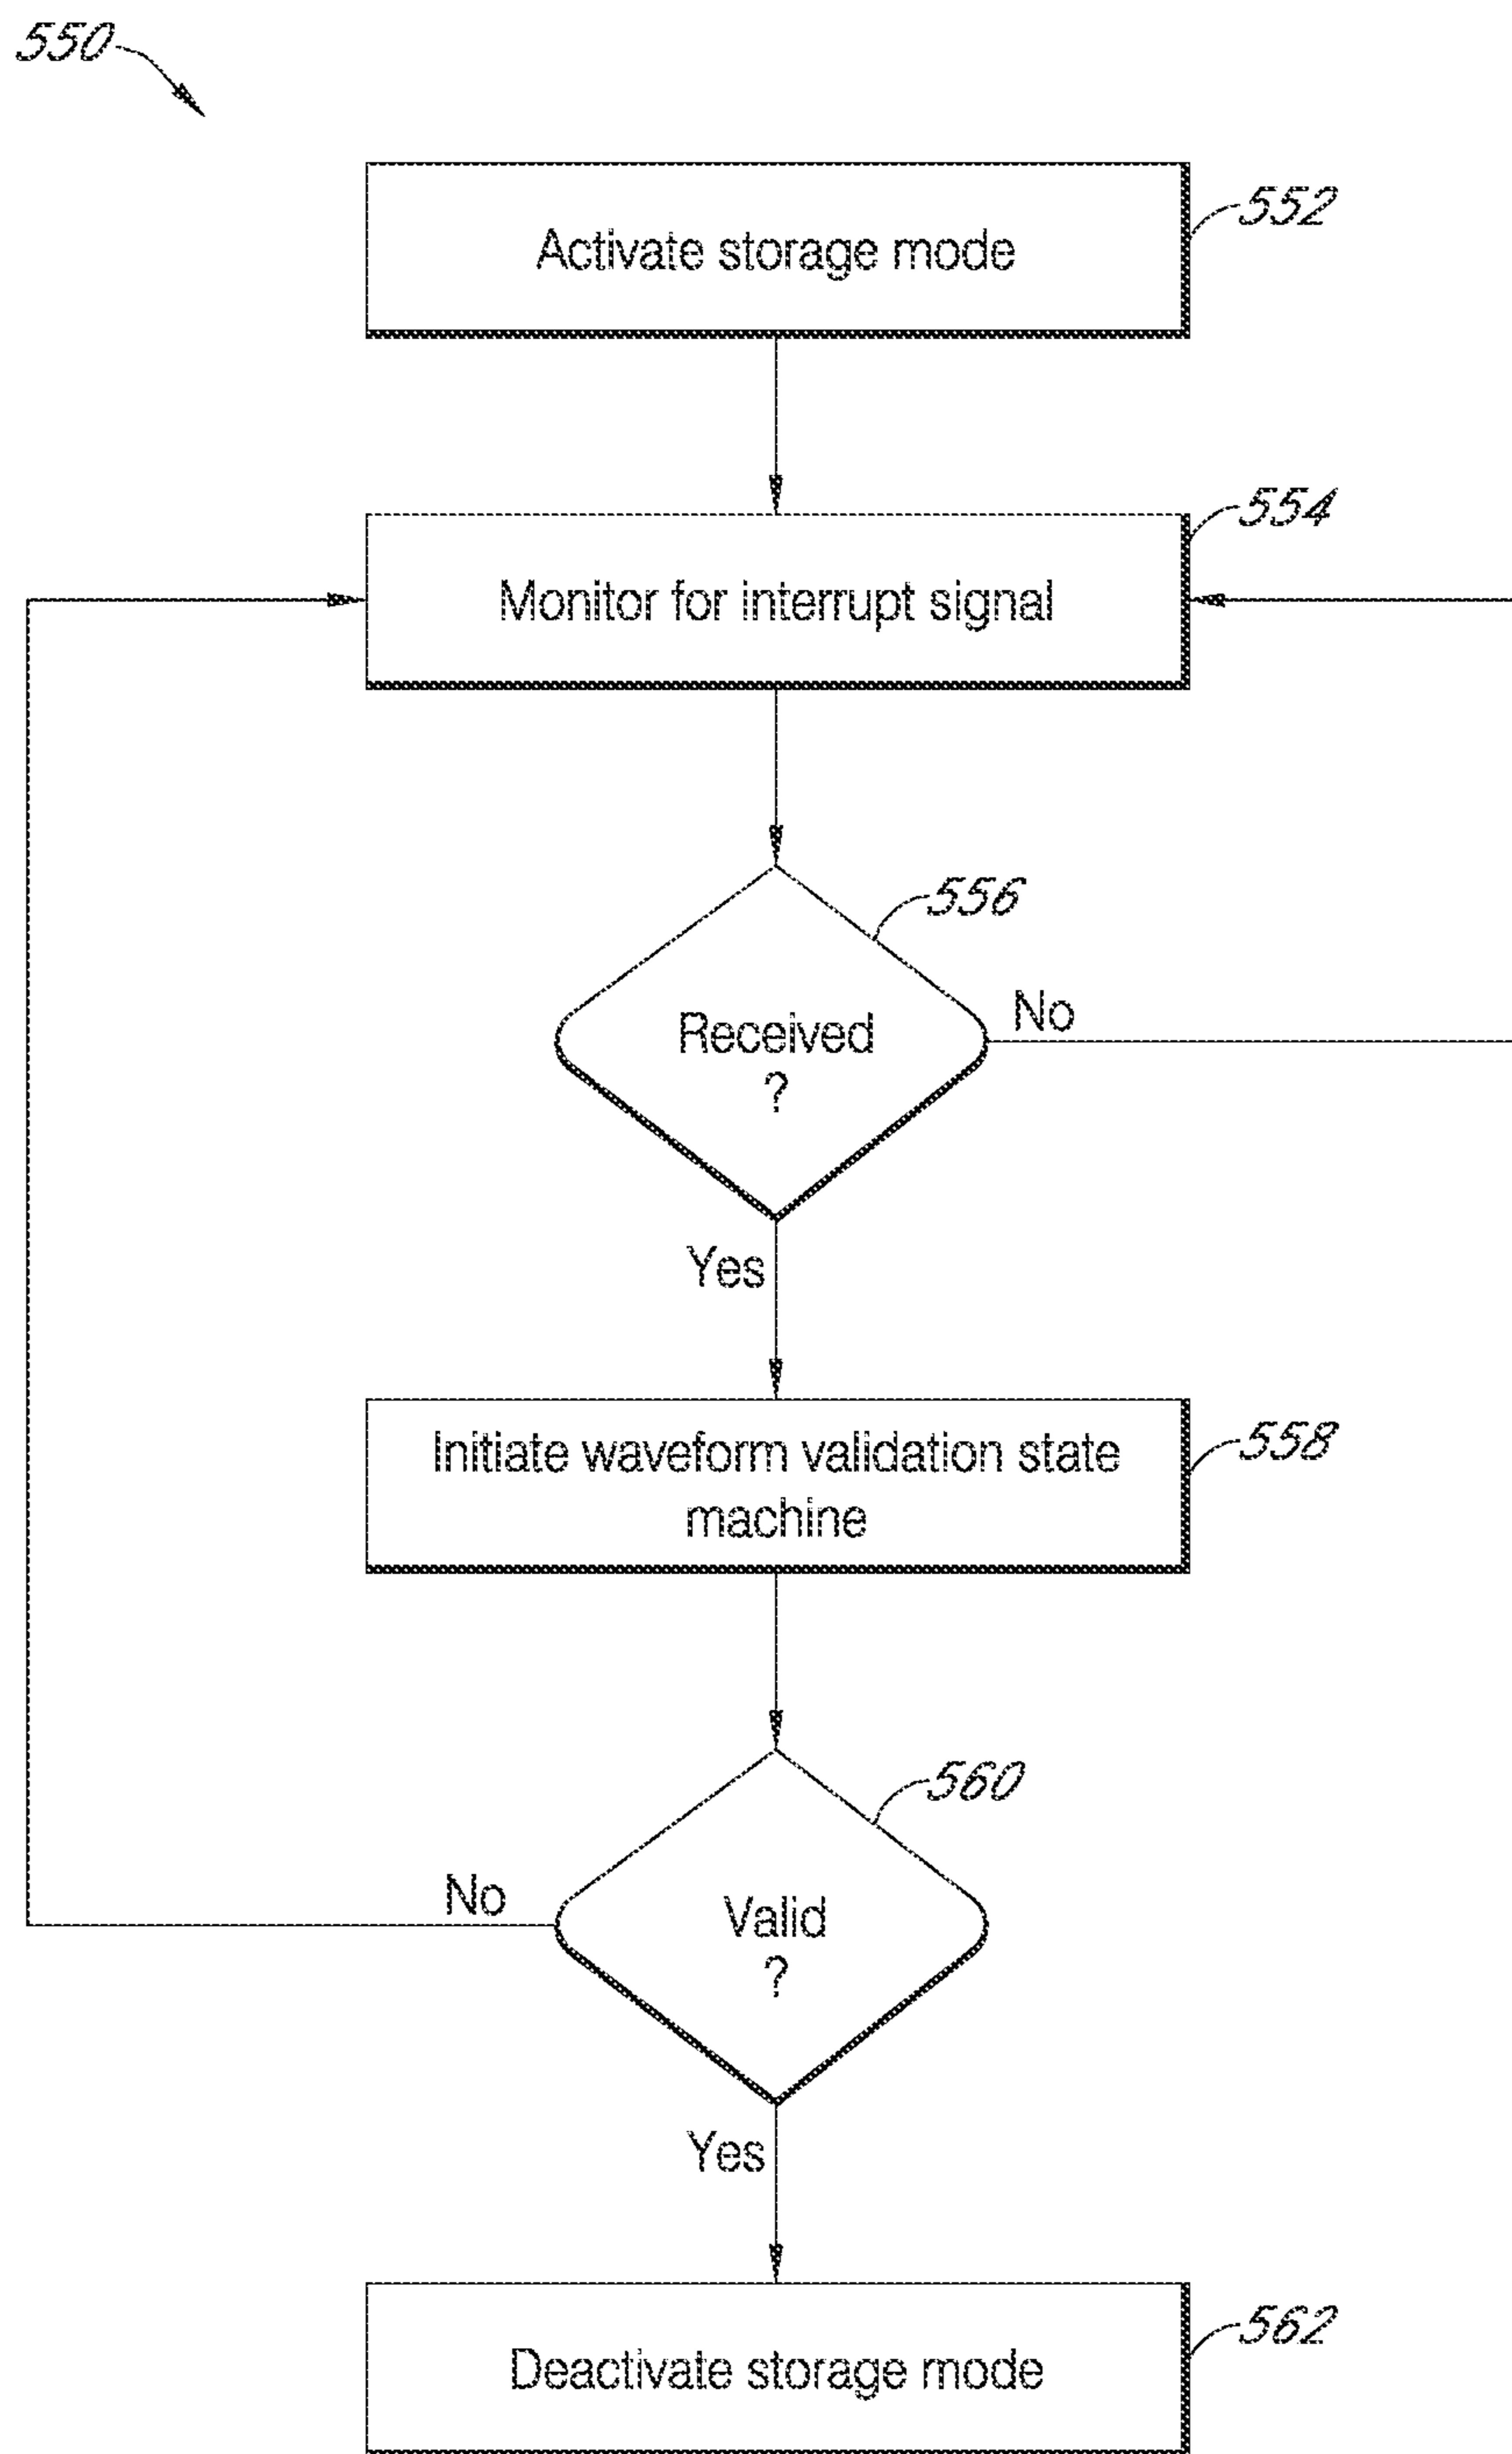 550
Activate storage mode
552
Monitor for interrupt signal
554
556
Received
?
No
Yes
Initiate waveform validation state
machine
558
560
Valid
?
No
Yes
Deactivate storage mode
562